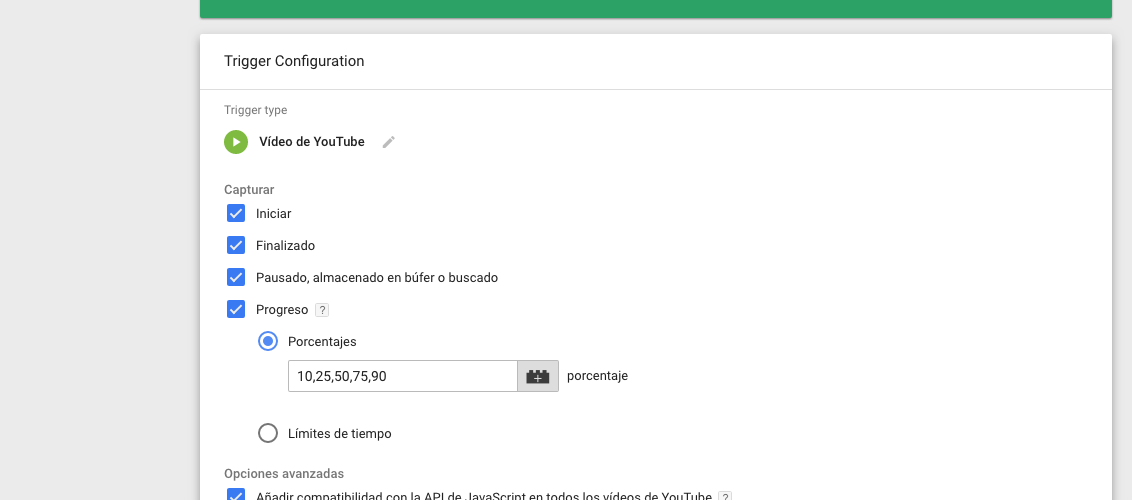 Trigger Configuration
Trigger type
Vídeo de YouTube
Capturar
Iniciar
Finalizado
Pausado, almacenado en búfer o buscado
Progreso ?
Porcentajes
10,25,50,75,90 porcentaje
Límites de tiempo
Opciones avanzadas
Añadir compatibilidad con la API de JavaScript en todos los vídeos de YouTube ?